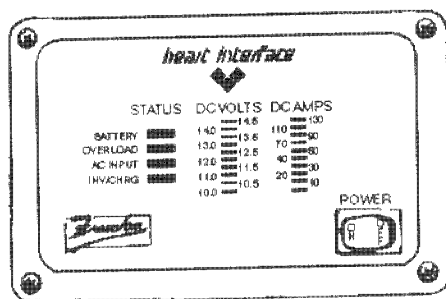 heart interface
STATUS DC VOLTS DC AMPS
BATTERY
OVERLOAD
AC INPUT
INV/CHRG
14.5
14.0
13.5
13.0
12.5
12.0
11.5
11.0
10.5
10.0
130
110
90
70
60
40
30
20
10
POWER